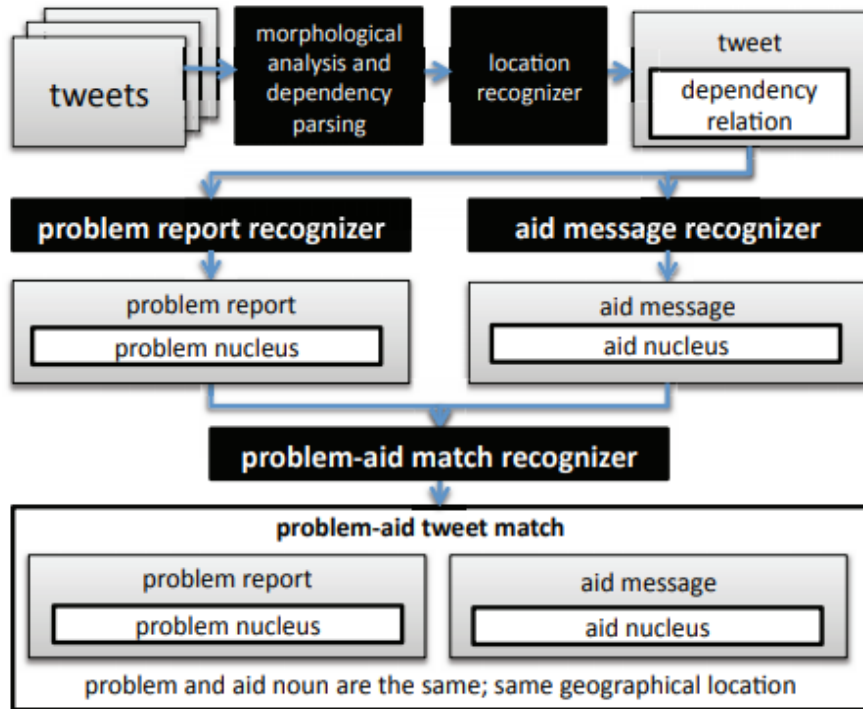 tweets
morphological
analysis and
dependency
parsing
location
recognizer
tweet
dependency
relation
problem report recognizer
aid message recognizer
problem report
problem nucleus
aid message
aid nucleus
problem-aid match recognizer
problem-aid tweet match
problem report
problem nucleus
aid message
aid nucleus
problem and aid noun are the same; same geographical location